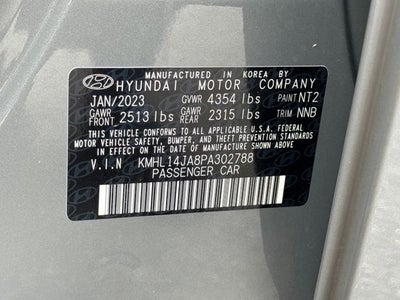 MANUFACTURED IN KOREA BY
HYUNDAI MOTOR COMPANY
JAN/2023 GVWR 4354 lbs PAINT NT2
GAWR FRONT 2513 lbs GAWR REAR 2315 lbs TRIM NNB
THIS VEHICLE CONFORMS TO ALL APPLICABLE U.S.A FEDERAL
MOTOR VEHICLE SAFETY, BUMPER, AND THEFT PREVENTION
STANDARDS IN EFFECT ON THE DATE OF MANUFACTURE SHOWN ABOVE.
V.I.N KMHL14JA8PA302788
PASSENGER CAR